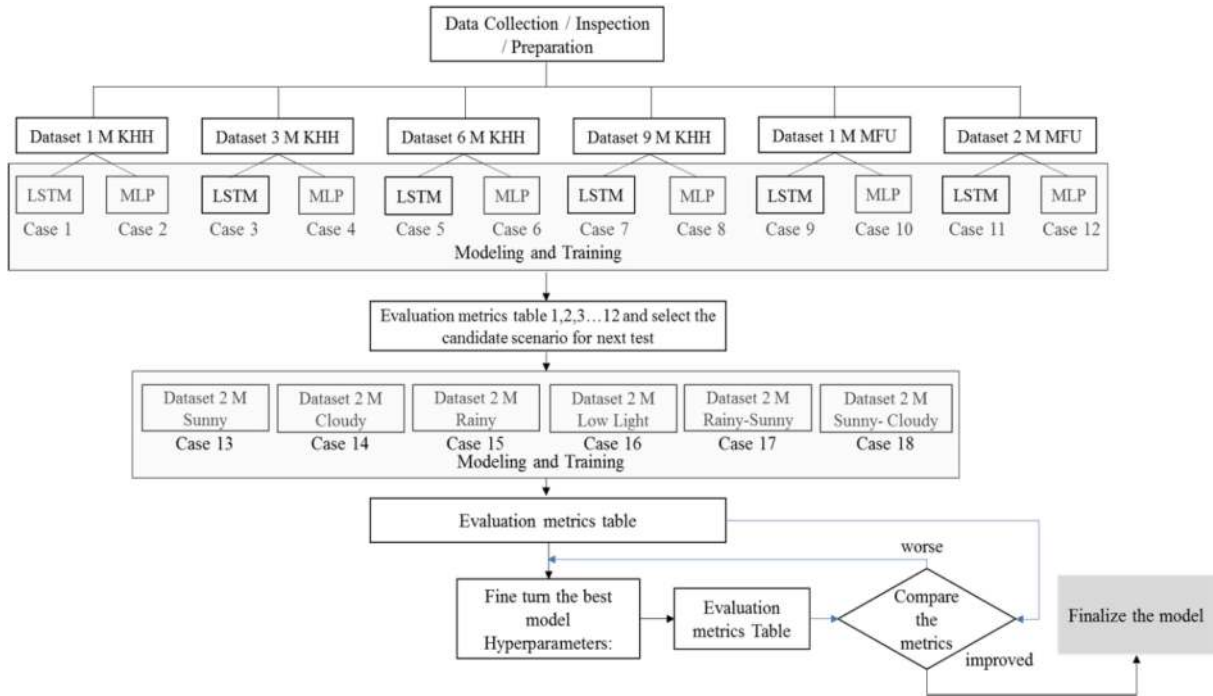 Data Collection / Inspection
/ Preparation
Dataset 1 M KHH
Dataset 3 M KHH
Dataset 6 M KHH
Dataset 9 M KHH
Dataset 1 M MFU
Dataset 2 M MFU
LSTM
MLP
LSTM
MLP
LSTM
MLP
LSTM
MLP
LSTM
MLP
LSTM
MLP
Case 1
Case 2
Case 3
Case 4
Case 5
Case 6
Case 7
Case 8
Case 9
Case 10
Case 11
Case 12
Modeling and Training
Evaluation metrics table 1,2,3…12 and select the
candidate scenario for next test
Dataset 2 M
Sunny
Dataset 2 M
Cloudy
Dataset 2 M
Rainy
Dataset 2 M
Low Light
Dataset 2 M
Rainy-Sunny
Dataset 2 M
Sunny- Cloudy
Case 13
Case 14
Case 15
Case 16
Case 17
Case 18
Modeling and Training
Evaluation metrics table
worse
Fine turn the best
model
Hyperparameters:
Evaluation
metrics Table
Compare
the
metrics
improved
Finalize the model